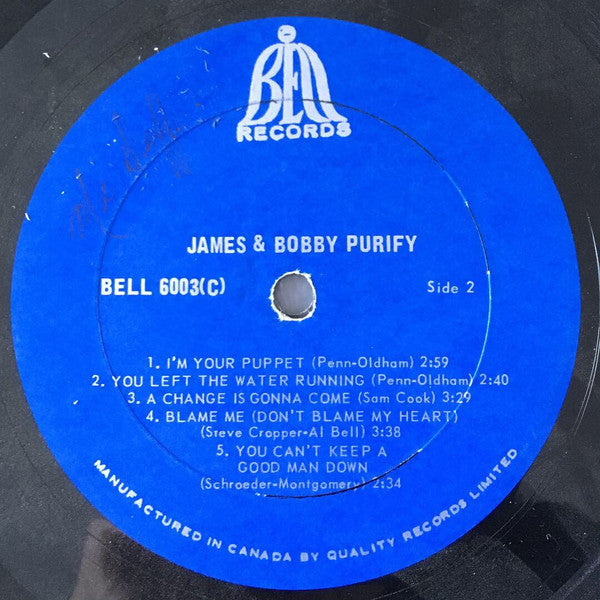 BELL
RECORDS
JAMES & BOBBY PURIFY
BELL 6003(C)
Side 2
1. I'M YOUR PUPPET (Penn-Oldham) 2:59
2. YOU LEFT THE WATER RUNNING (Penn-Oldham) 2:40
3. A CHANGE IS GONNA COME (Sam Cook) 3:29
4. BLAME ME (DON'T BLAME MY HEART)
(Steve Cropper-Al Bell) 3:38
5. YOU CAN'T KEEP A
GOOD MAN DOWN
(Schroeder-Montgomery) 2:34
MANUFACTURED IN CANADA BY QUALITY RECORDS LIMITED